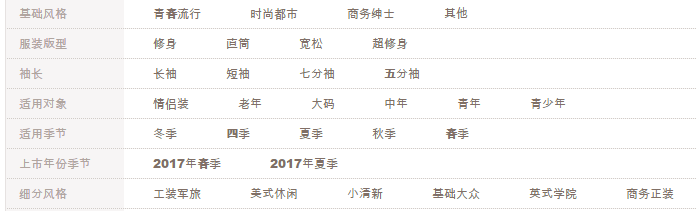 基础风格 青春流行 时尚都市 商务绅士 其他
服装版型 修身 直筒 宽松 超修身
袖长 长袖 短袖 七分袖 五分袖
适用对象 情侣装 老年 大码 中年 青年 青少年
适用季节 冬季 四季 夏季 秋季 春季
上市年份季节 2017年春季 2017年夏季
细分风格 工装军旅 美式休闲 小清新 基础大众 英式学院 商务正装